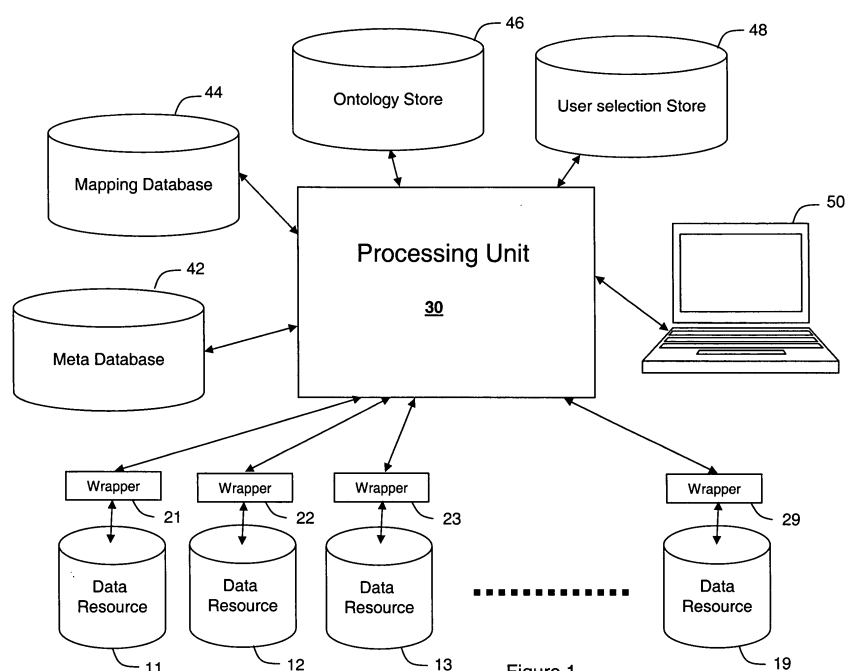 46
48
Ontology Store
User selection Store
44
Mapping Database
50
Processing Unit
30
42
Meta Database
Wrapper
Wrapper
Wrapper
Wrapper
21
22
23
29
Data
Resource
Data
Resource
Data
Resource
Data
Resource
11
12
13
19
Figure 1